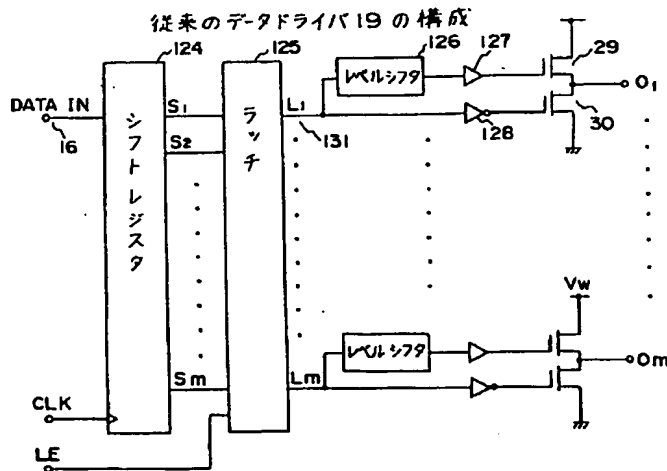 従来のデータドライバ19の構成
124
125
126
127
29
DATA IN
16
シフトレジスタ
S1
S2
Sm
ラッチ
L1
131
レベルシフタ
128
30
O1
Vw
レベルシフタ
Lm
Om
CLK
LE